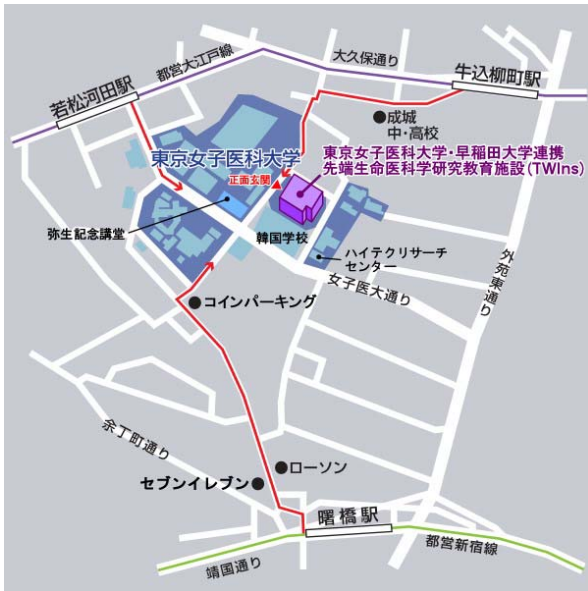 大久保通り
都営大江戸線
牛込柳町駅
若松河田駅
成城
中・高校
東京女子医科大学
東京女子医科大学・早稲田大学連携
先端生命医科学研究教育施設(TWIns)
正面玄関
弥生記念講堂
韓国学校
ハイテクリサーチ
センター
外苑東通り
女子医大通り
コインパーキング
余丁町通り
ローソン
セブンイレブン
曙橋駅
都営新宿線
靖国通り